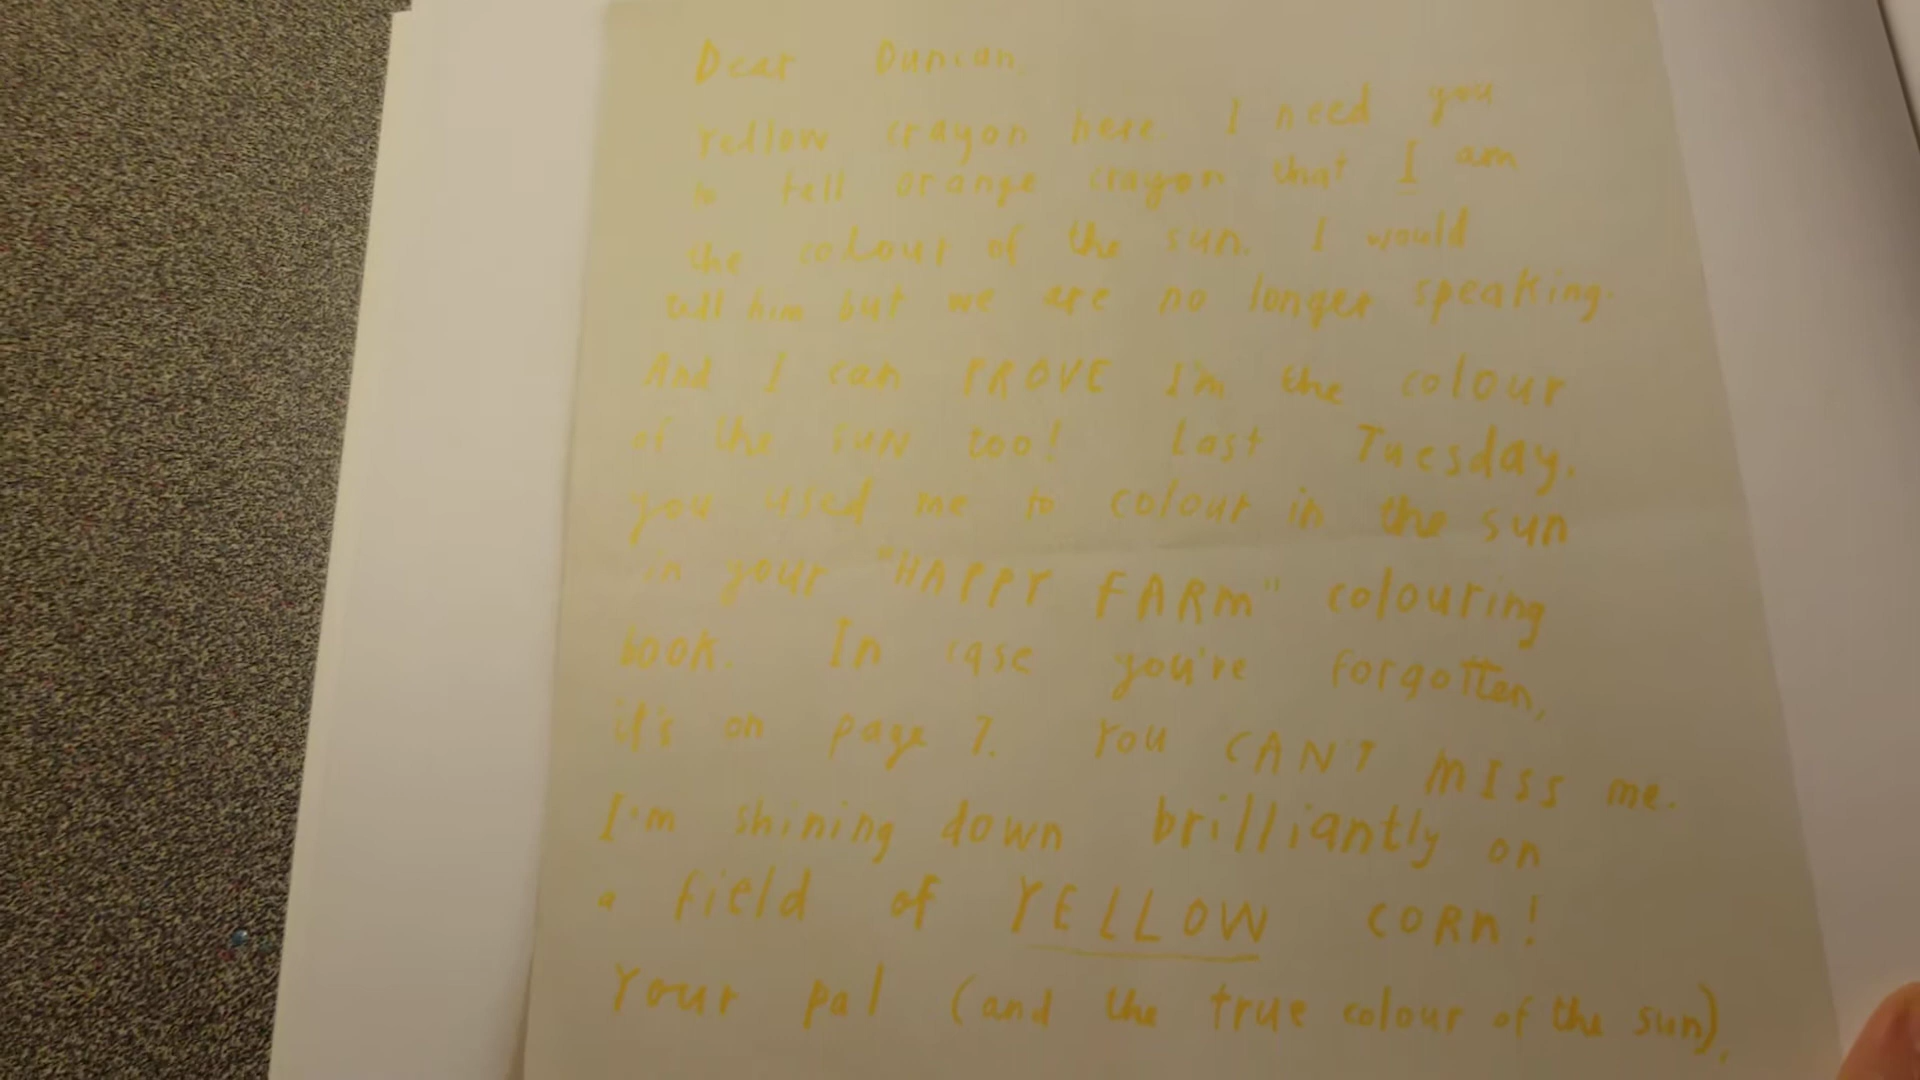 Dear Duncan,
Yellow crayon here. I need you
to tell orange crayon that I am
the colour of the sun. I would
tell him but we are no longer speaking.
And I can PROVE I'm the colour
of the sun too! Last Tuesday,
you used me to colour in the sun
in your "HAPPY FARM" colouring
book. In case you've forgotten,
it's on page 7. YOU CAN'T MISS me.
I'm shining down brilliantly on
a field of YELLOW CORN!
Your pal (and the true colour of the sun),